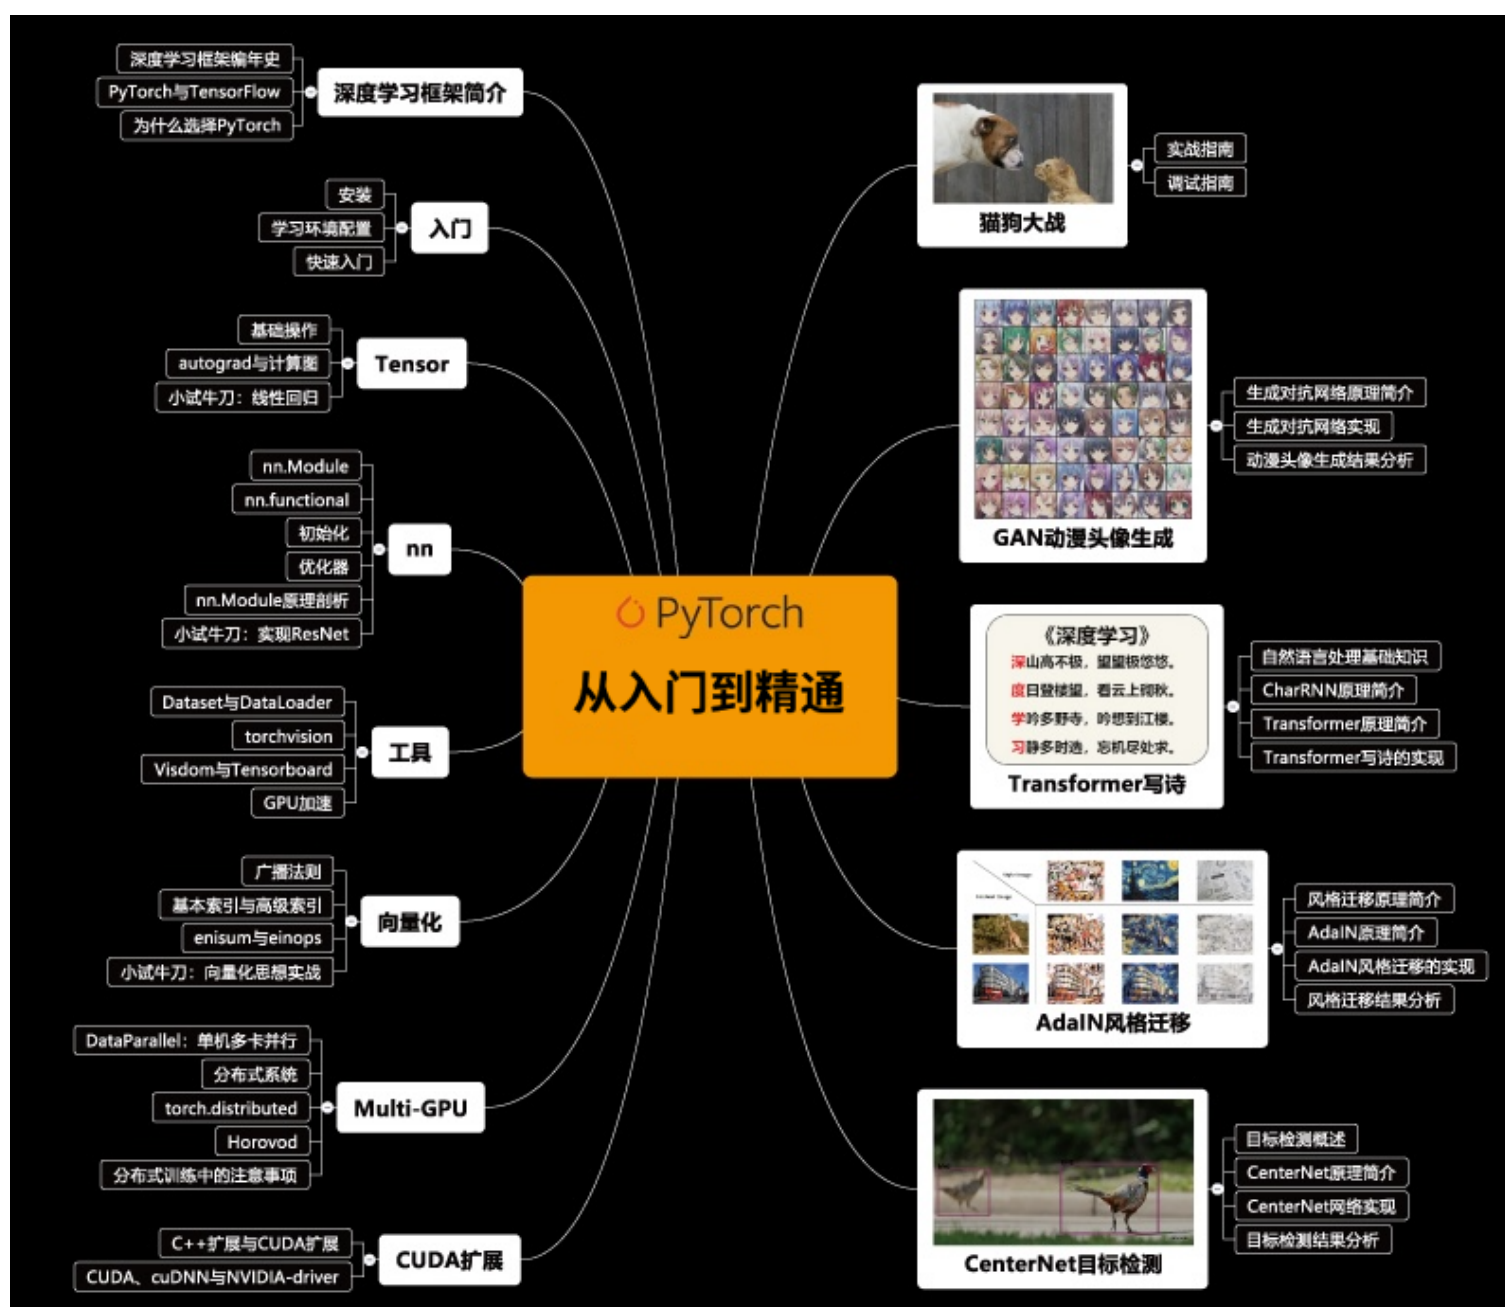 深度学习框架编年史
PyTorch与TensorFlow
为什么选择PyTorch
深度学习框架简介
安装
学习环境配置
快速入门
入门
基础操作
autograd与计算图
小试牛刀：线性回归
Tensor
nn.Module
nn.functional
初始化
优化器
nn.Module原理剖析
小试牛刀：实现ResNet
nn
Dataset与DataLoader
torchvision
Visdom与Tensorboard
GPU加速
工具
广播法则
基本索引与高级索引
enisum与einops
小试牛刀：向量化思想实战
向量化
DataParallel：单机多卡并行
分布式系统
torch.distributed
Horovod
分布式训练中的注意事项
Multi-GPU
C++扩展与CUDA扩展
CUDA、cuDNN与NVIDIA-driver
CUDA扩展
PyTorch
从入门到精通
猫狗大战
实战指南
调试指南
GAN动漫头像生成
生成对抗网络原理简介
生成对抗网络实现
动漫头像生成结果分析
《深度学习》
深山高不极，望望极悠悠。
度日登楼望，看云上砌秋。
学吟多野寺，吟想到江楼。
习静多时选，忘机尽处求。
Transformer写诗
自然语言处理基础知识
CharRNN原理简介
Transformer原理简介
Transformer写诗的实现
AdaIN风格迁移
风格迁移原理简介
AdaIN原理简介
AdaIN风格迁移的实现
风格迁移结果分析
CenterNet目标检测
目标检测概述
CenterNet原理简介
CenterNet网络实现
目标检测结果分析